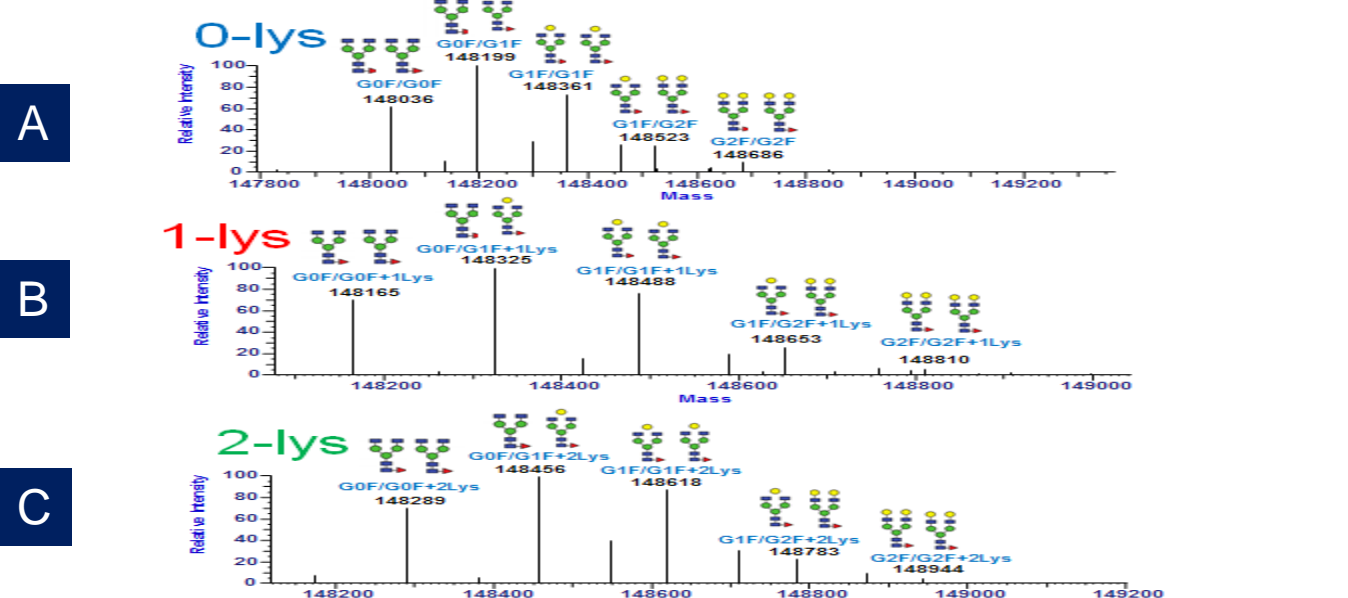 A
0-lys
G0F/G0F
148036
G0F/G1F
148199
G1F/G1F
148361
G1F/G2F
148523
G2F/G2F
148686
Relative Intensity
100
80
60
40
20
0
147800 148000 148200 148400 148600 148800 149000 149200
Mass
B
1-lys
G0F/G0F+1Lys
148165
G0F/G1F+1Lys
148325
G1F/G1F+1Lys
148488
G1F/G2F+1Lys
148653
G2F/G2F+1Lys
148810
Relative Intensity
100
80
60
40
20
0
148200 148400 148600 148800 149000
Mass
C
2-lys
G0F/G0F+2Lys
148289
G0F/G1F+2Lys
148456
G1F/G1F+2Lys
148618
G1F/G2F+2Lys
148783
G2F/G2F+2Lys
148944
Relative Intensity
100
80
60
40
20
0
148200 148400 148600 148800 149000 149200